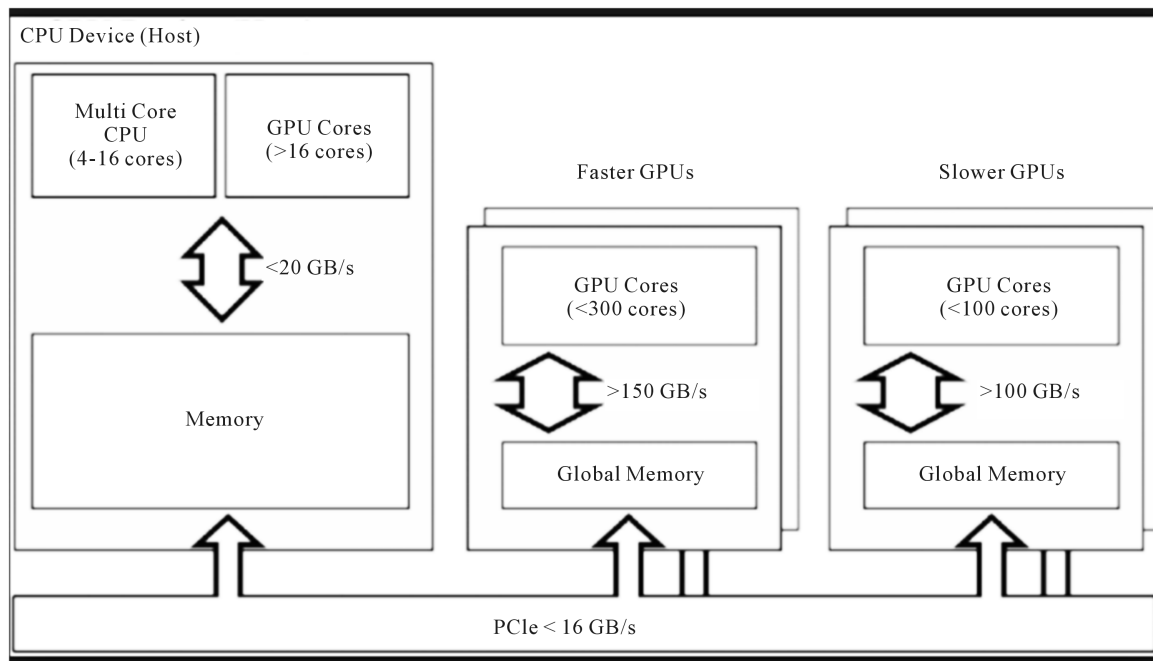 CPU Device (Host)
Multi Core
CPU
(4-16 cores)
GPU Cores
(>16 cores)
<20 GB/s
Memory
Faster GPUs
GPU Cores
(<300 cores)
>150 GB/s
Global Memory
Slower GPUs
GPU Cores
(<100 cores)
>100 GB/s
Global Memory
PCle < 16 GB/s